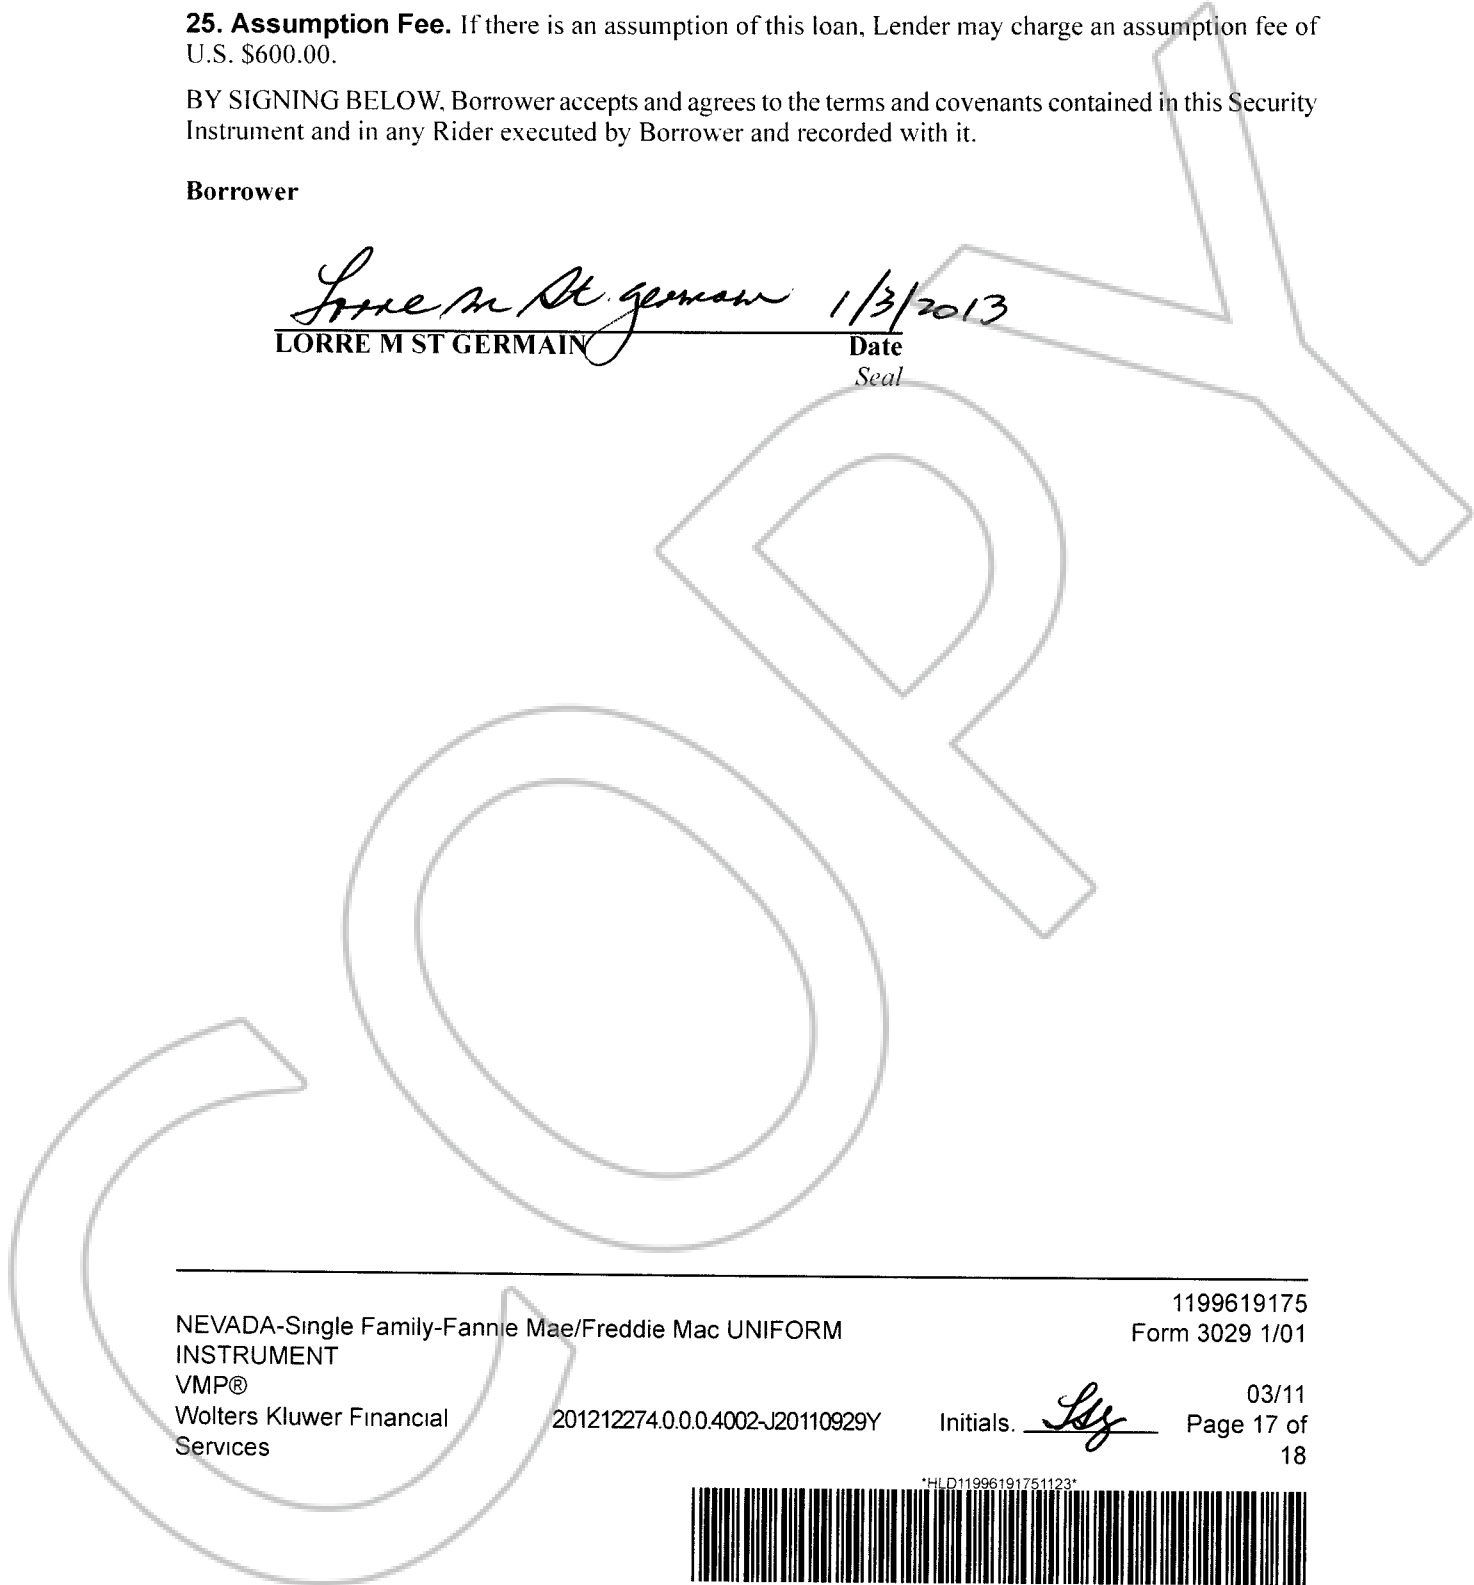 25. Assumption Fee. If there is an assumption of this loan, Lender may charge an assumption fee of
U.S. $600.00.
BY SIGNING BELOW, Borrower accepts and agrees to the terms and covenants contained in this Security
Instrument and in any Rider executed by Borrower and recorded with it.
Borrower
Lorre M St. Germain 1/3/2013
LORRE M ST GERMAIN Date
Seal
COPY
1199619175
NEVADA-Single Family-Fannie Mae/Freddie Mac UNIFORM Form 3029 1/01
INSTRUMENT
VMP® 03/11
Wolters Kluwer Financial 201212274.0.0.0.4002-J20110929Y Initials. Page 17 of
Services 18
*HLD11996191751123*